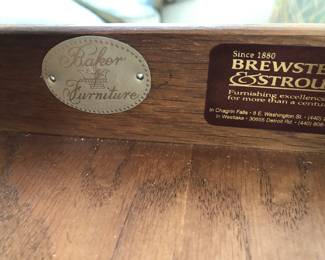 Baker
Furniture
Since 1880
BREWSTE
& STROU
Furnishing excellence
for more than a centu
In Chagrin Falls • 8 E. Washington St. • (440)
In Westlake • 30655 Detroit Rd. • (440) 808